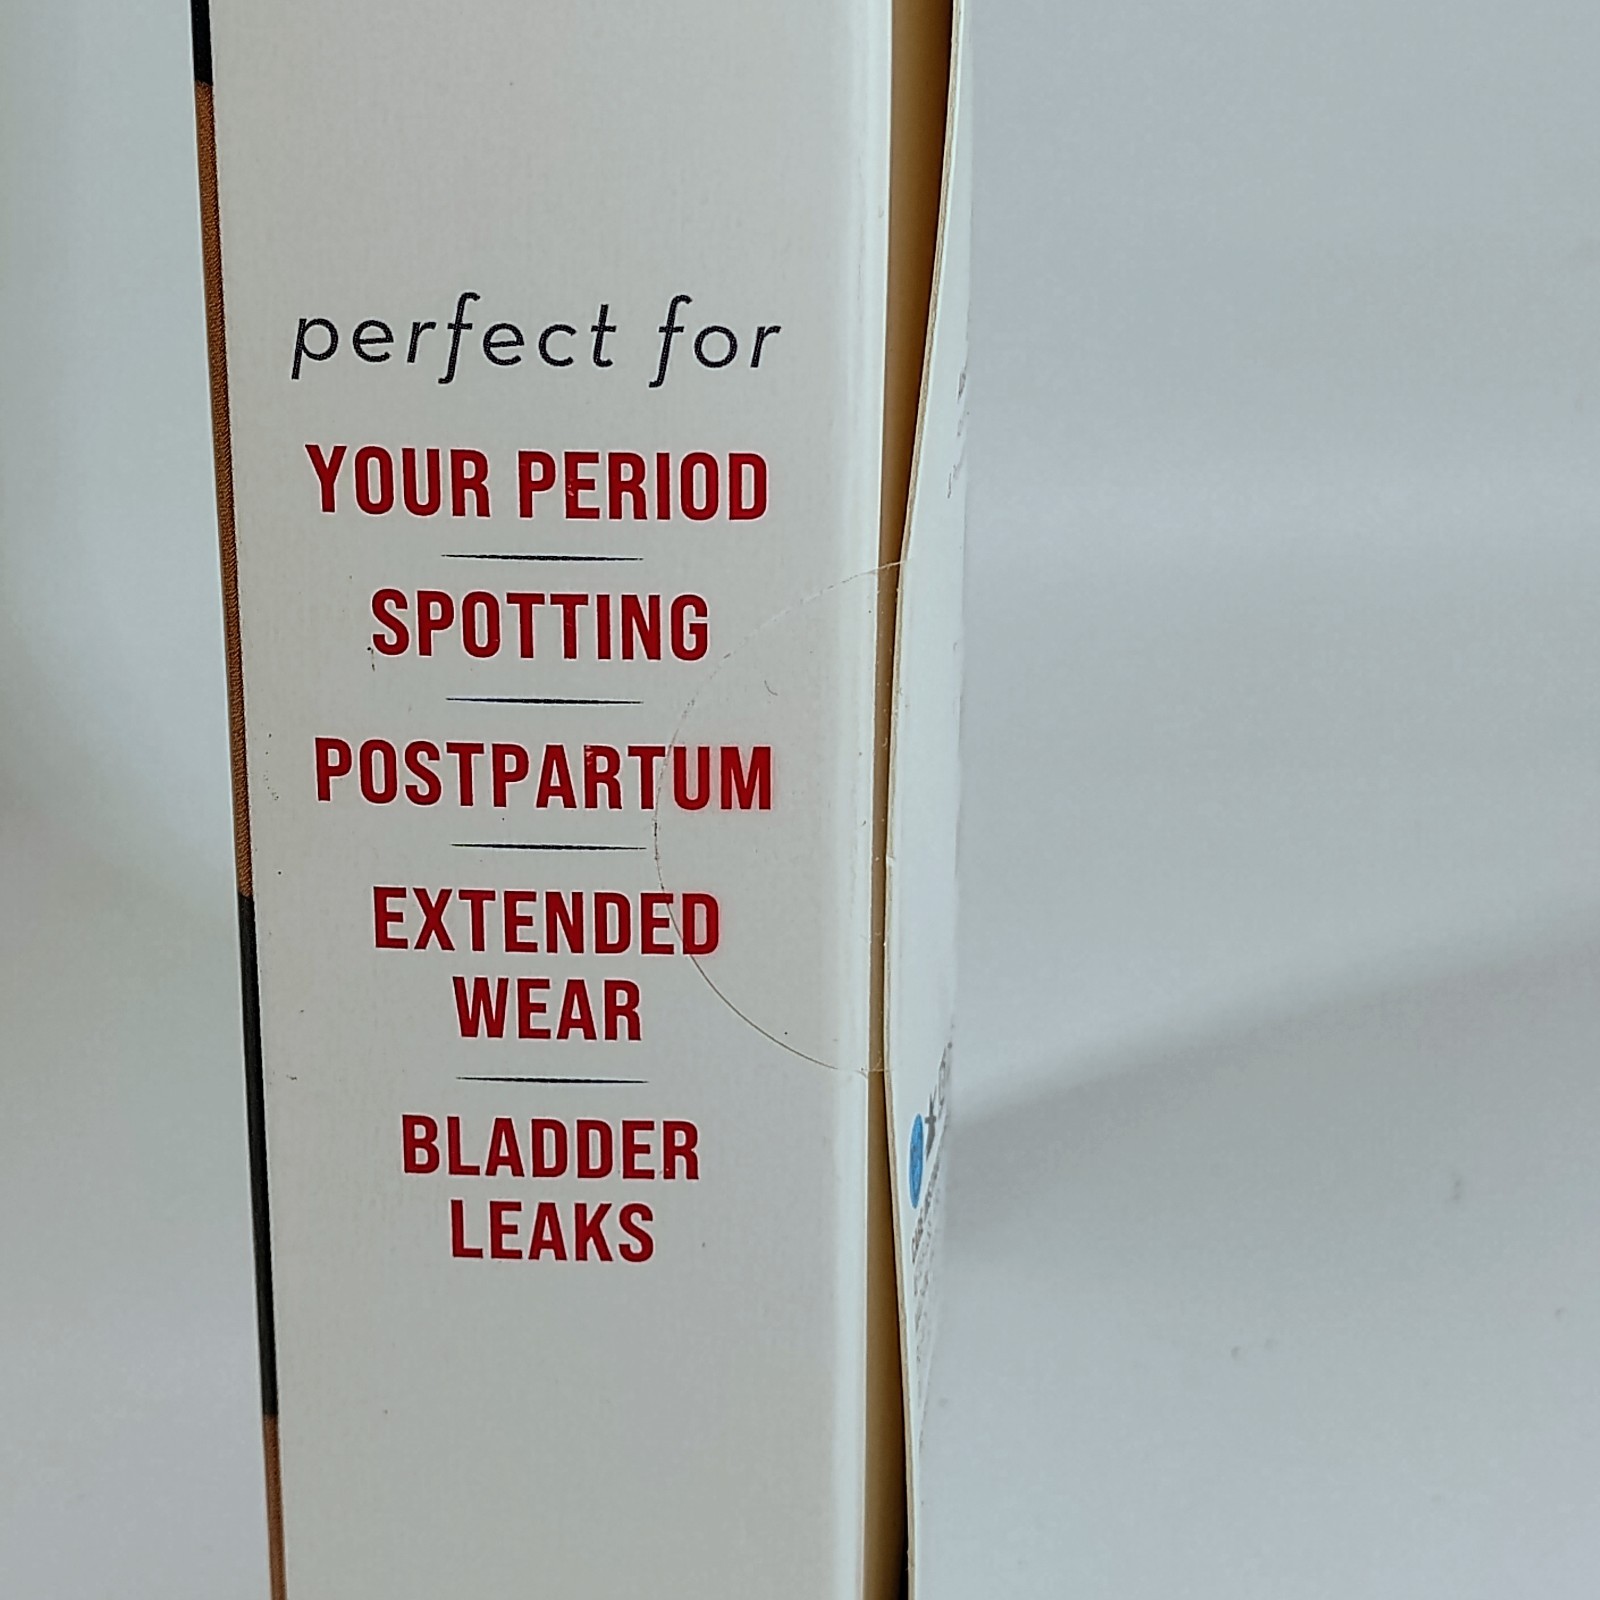 perfect for
YOUR PERIOD
SPOTTING
POSTPARTUM
EXTENDED
WEAR
BLADDER
LEAKS